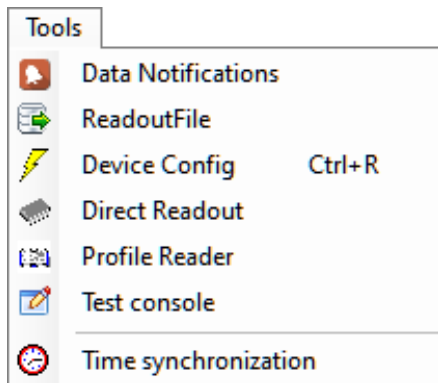 Tools
Data Notifications
ReadoutFile
Device Config Ctrl+R
Direct Readout
Profile Reader
Test console
Time synchronization